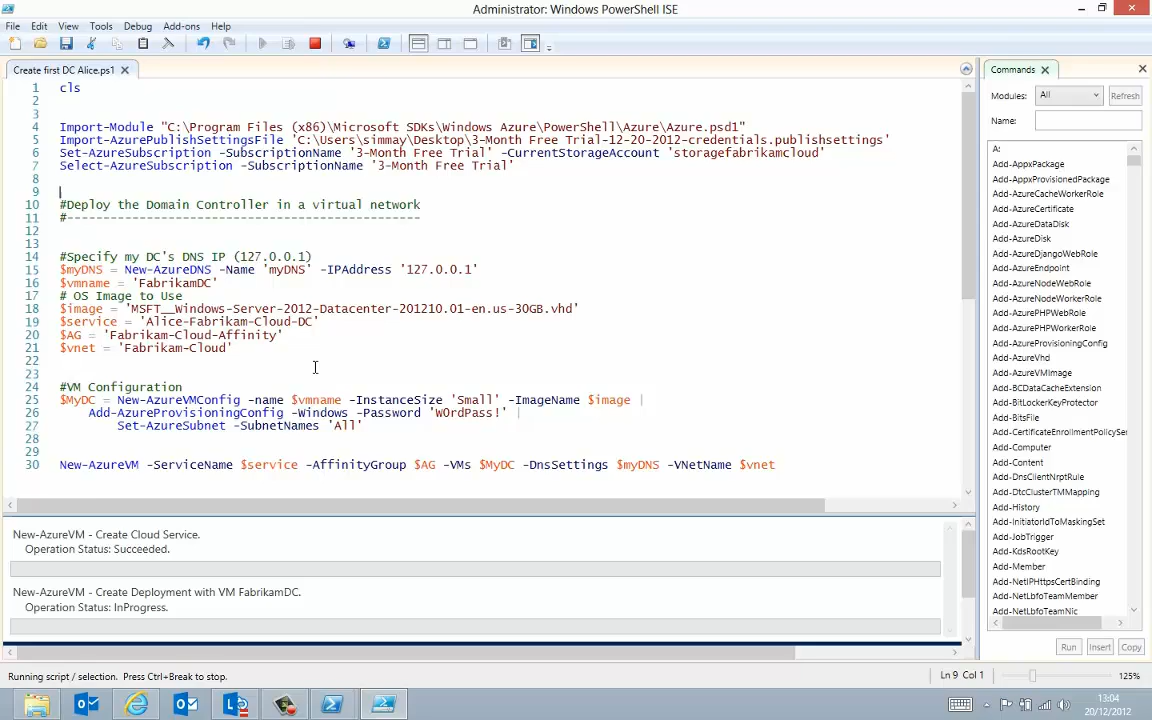 Administrator: Windows PowerShell ISE
File Edit View Tools Debug Add-ons Help
Create first DC Alice.ps1
1 cls
2
3
4 Import-Module "C:\Program Files (x86)\Microsoft SDKs\Windows Azure\PowerShell\Azure\Azure.psd1"
5 Import-AzurePublishSettingsFile 'C:\Users\simmay\Desktop\3-Month Free Trial-12-20-2012-credentials.publishsettings'
6 Set-AzureSubscription -SubscriptionName '3-Month Free Trial' -CurrentStorageAccount 'storagefabrikamcloud'
7 Select-AzureSubscription -SubscriptionName '3-Month Free Trial'
8
9
10 #Deploy the Domain Controller in a virtual network
11 #-------------------------------------------------
12
13
14 #Specify my DC's DNS IP (127.0.0.1)
15 $myDNS = New-AzureDNS -Name 'myDNS' -IPAddress '127.0.0.1'
16 $vmname = 'FabrikamDC'
17 # OS Image to Use
18 $image = 'MSFT__Windows-Server-2012-Datacenter-201210.01-en.us-30GB.vhd'
19 $service = 'Alice-Fabrikam-Cloud-DC'
20 $AG = 'Fabrikam-Cloud-Affinity'
21 $vnet = 'Fabrikam-Cloud'
22
23
24 #VM Configuration
25 $MyDC = New-AzureVMConfig -name $vmname -InstanceSize 'Small' -ImageName $image |
26 Add-AzureProvisioningConfig -Windows -Password 'W0rdPass!' |
27 Set-AzureSubnet -SubnetNames 'All'
28
29
30 New-AzureVM -ServiceName $service -AffinityGroup $AG -VMs $MyDC -DnsSettings $myDNS -VNetName $vnet
New-AzureVM - Create Cloud Service.
Operation Status: Succeeded.
New-AzureVM - Create Deployment with VM FabrikamDC.
Operation Status: InProgress.
Running script / selection. Press Ctrl+Break to stop.
Ln 9 Col 1
125%
Commands
Modules: All Refresh
Name:
A:
Add-AppxPackage
Add-AppxProvisionedPackage
Add-AzureCacheWorkerRole
Add-AzureCertificate
Add-AzureDataDisk
Add-AzureDisk
Add-AzureDjangoWebRole
Add-AzureEndpoint
Add-AzureNodeWebRole
Add-AzureNodeWorkerRole
Add-AzurePHPWebRole
Add-AzurePHPWorkerRole
Add-AzureProvisioningConfig
Add-AzureVhd
Add-AzureVMImage
Add-BCDataCacheExtension
Add-BitLockerKeyProtector
Add-BitsFile
Add-CertificateEnrollmentPolicySer
Add-Computer
Add-Content
Add-DnsClientNrptRule
Add-DtcClusterTMMapping
Add-History
Add-InitiatorIdToMaskingSet
Add-JobTrigger
Add-KdsRootKey
Add-Member
Add-NetIPHttpsCertBinding
Add-NetLbfoTeamMember
Add-NetLbfoTeamNic
Run Insert Copy
13:04
20/12/2012